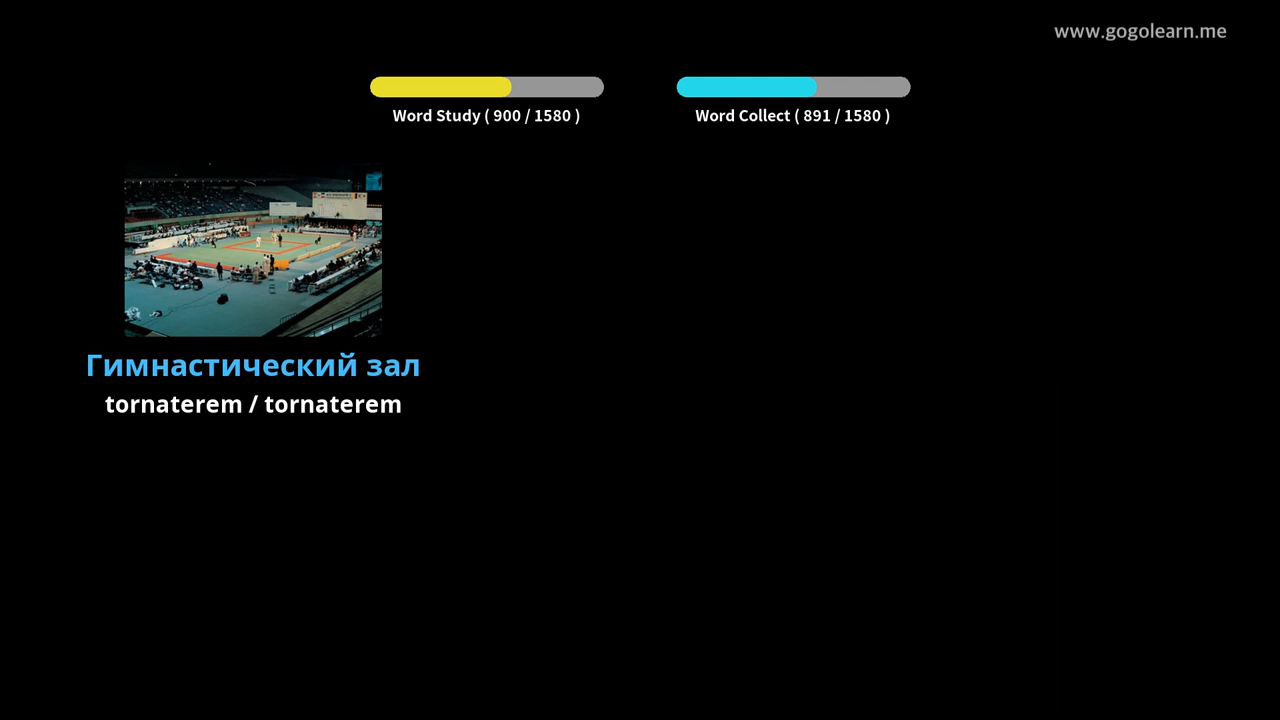 www.gogolearn.me
Word Study ( 900 / 1580 )
Word Collect ( 891 / 1580 )
Гимнастический зал
tornaterem / tornaterem